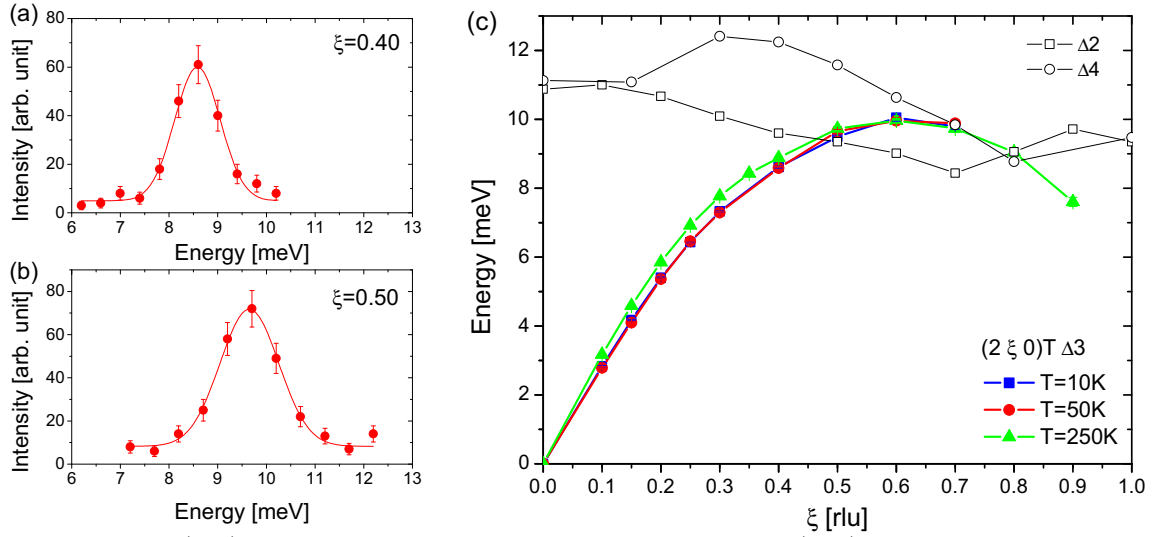 (a)
ξ=0.40
Intensity [arb. unit]
80
60
40
20
0
6 7 8 9 10 11 12 13
Energy [meV]
(b)
ξ=0.50
Intensity [arb. unit]
80
60
40
20
0
6 7 8 9 10 11 12 13
Energy [meV]
(c)
Δ2
Δ4
Energy [meV]
12
10
8
6
4
2
0
(2 ξ 0)T Δ3
T=10K
T=50K
T=250K
0.0 0.1 0.2 0.3 0.4 0.5 0.6 0.7 0.8 0.9 1.0
ξ [rlu]